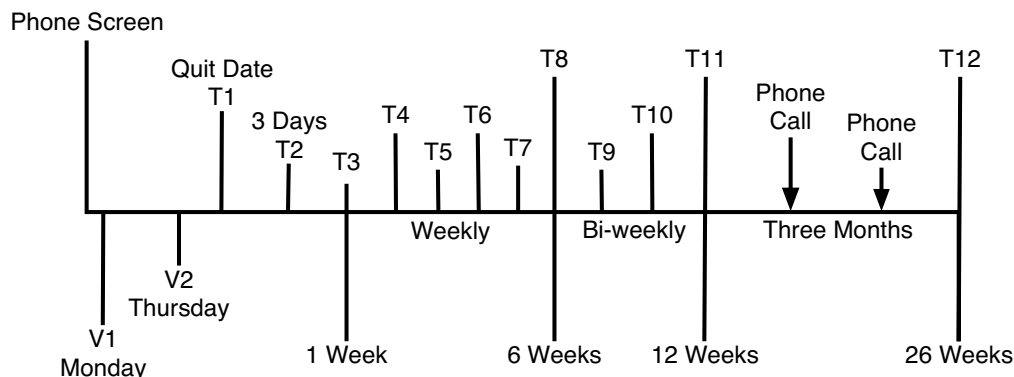 Phone Screen
Quit Date
T1
3 Days
T2
T3
T4
T5
T6
T7
T8
T9
T10
T11
Phone
Call
Phone
Call
T12
Weekly
Bi-weekly
Three Months
V1
Monday
V2
Thursday
1 Week
6 Weeks
12 Weeks
26 Weeks